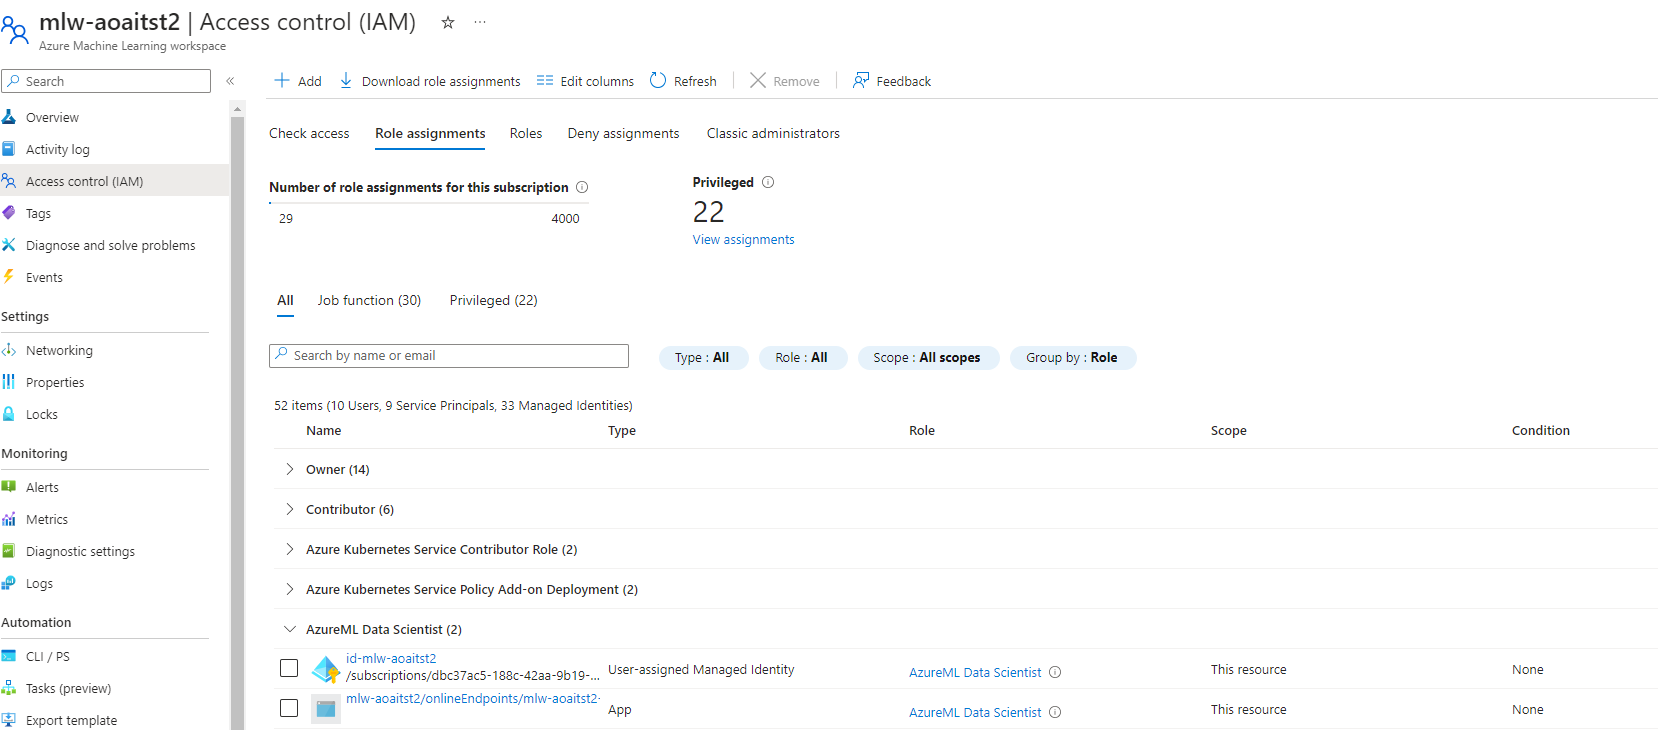 mlw-aoaitst2 | Access control (IAM) ☆ ···
Azure Machine Learning workspace
Search «
Overview
Activity log
Access control (IAM)
Tags
Diagnose and solve problems
Events
Settings
Networking
Properties
Locks
Monitoring
Alerts
Metrics
Diagnostic settings
Logs
Automation
CLI / PS
Tasks (preview)
Export template
Add Download role assignments Edit columns Refresh Remove Feedback
Check access Role assignments Roles Deny assignments Classic administrators
Number of role assignments for this subscription
29 4000
Privileged
22
View assignments
All Job function (30) Privileged (22)
Search by name or email Type : All Role : All Scope : All scopes Group by : Role
52 items (10 Users, 9 Service Principals, 33 Managed Identities)
Name Type Role Scope Condition
Owner (14)
Contributor (6)
Azure Kubernetes Service Contributor Role (2)
Azure Kubernetes Service Policy Add-on Deployment (2)
AzureML Data Scientist (2)
id-mlw-aoaitst2
/subscriptions/dbc37ac5-188c-42aa-9b19-... User-assigned Managed Identity AzureML Data Scientist This resource None
mlw-aoaitst2/onlineEndpoints/mlw-aoaitst2-
App AzureML Data Scientist This resource None